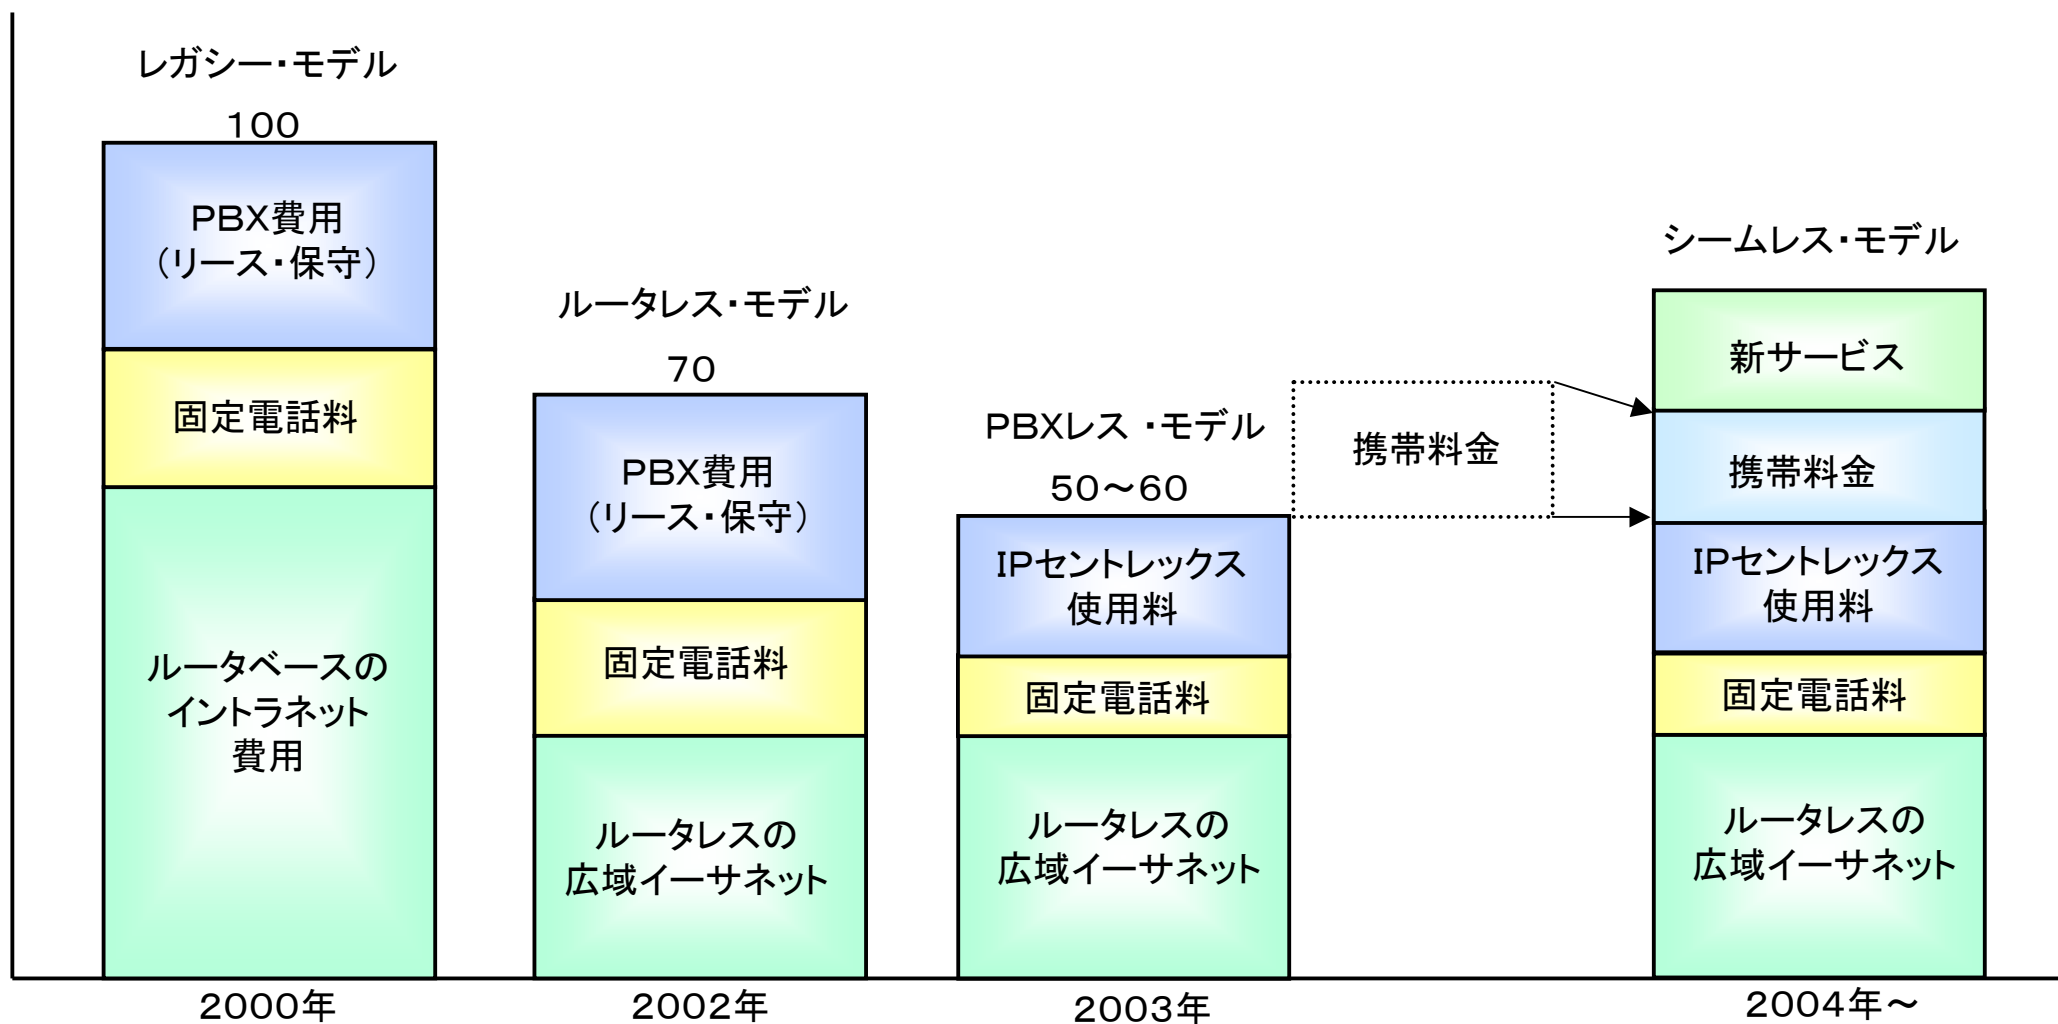 レガシー・モデル
100
PBX費用
（リース・保守）
固定電話料
ルータベースの
イントラネット
費用
2000年
ルータレス・モデル
70
PBX費用
（リース・保守）
固定電話料
ルータレスの
広域イーサネット
2002年
PBXレス ・モデル
50～60
IPセントレックス
使用料
固定電話料
ルータレスの
広域イーサネット
2003年
携帯料金
シームレス・モデル
新サービス
携帯料金
IPセントレックス
使用料
固定電話料
ルータレスの
広域イーサネット
2004年～